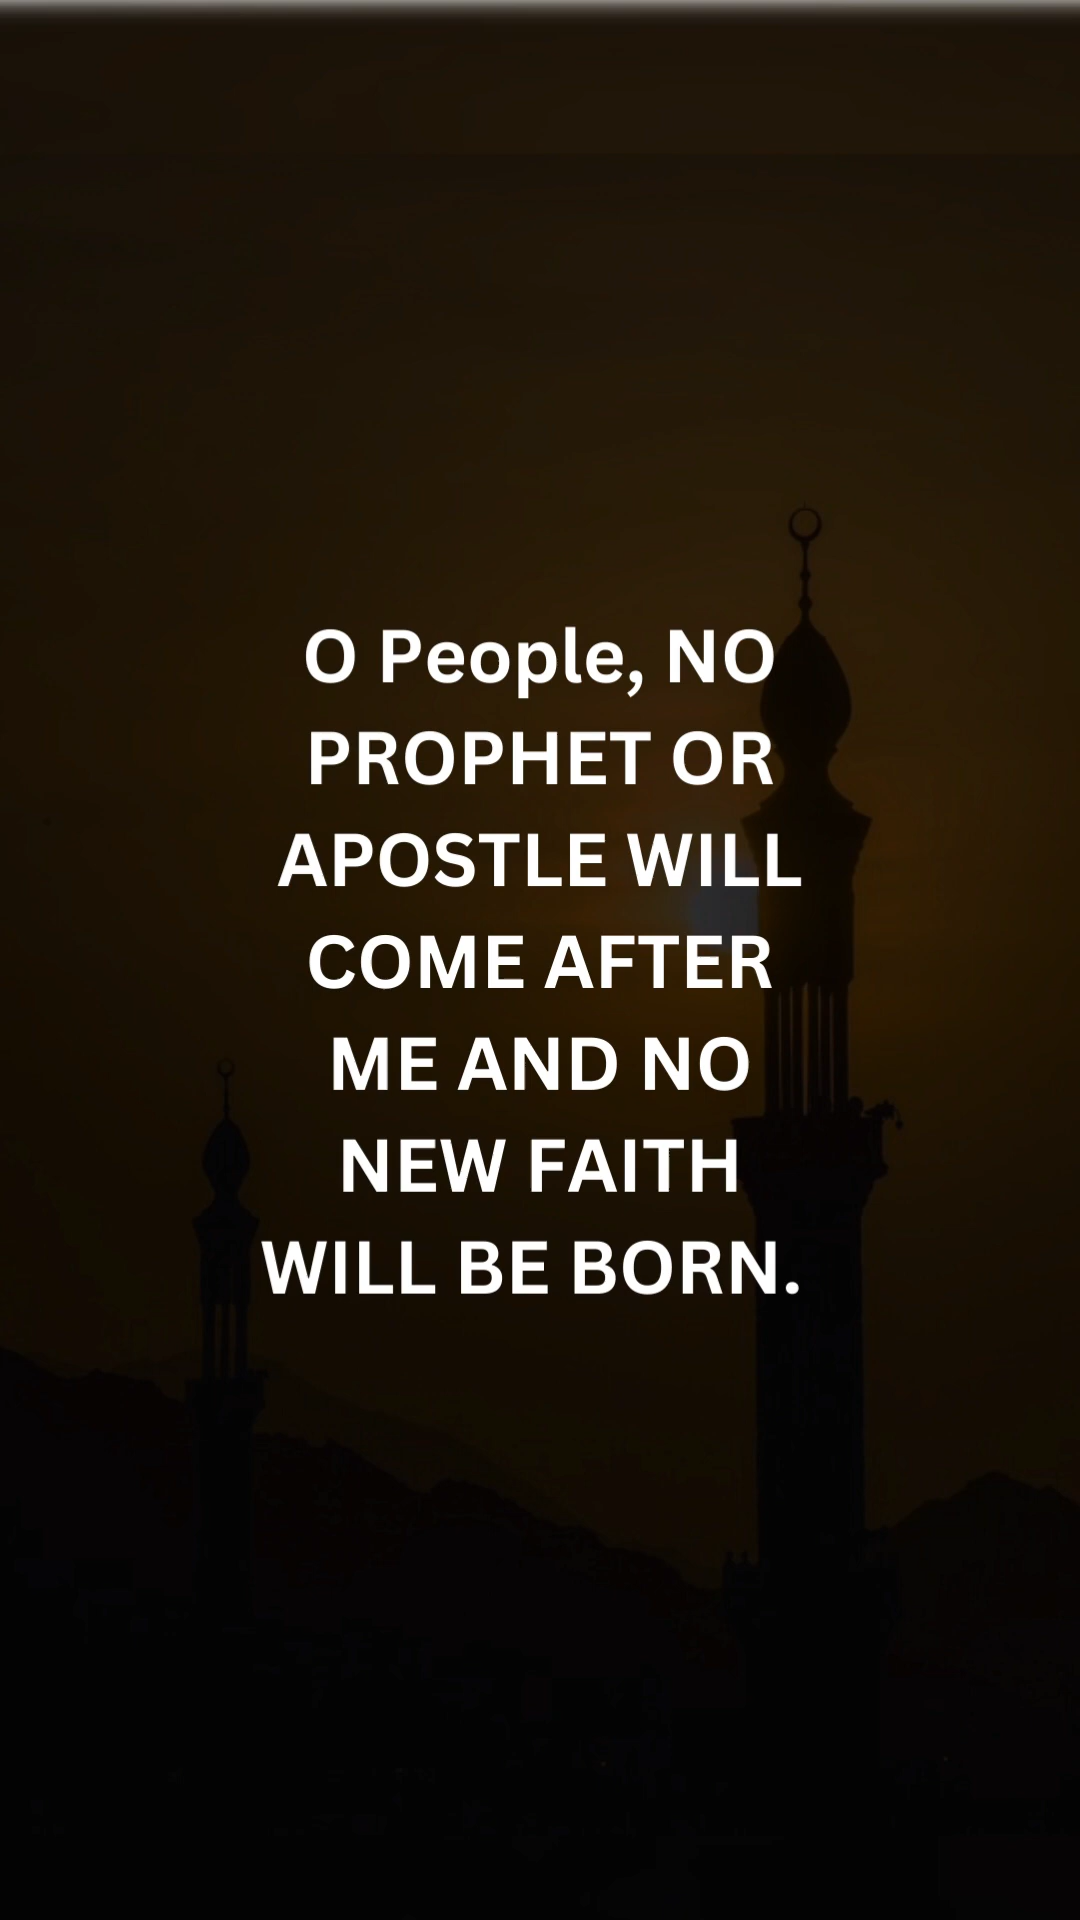 O People, NO
PROPHET OR
APOSTLE WILL
COME AFTER
ME AND NO
NEW FAITH
WILL BE BORN.